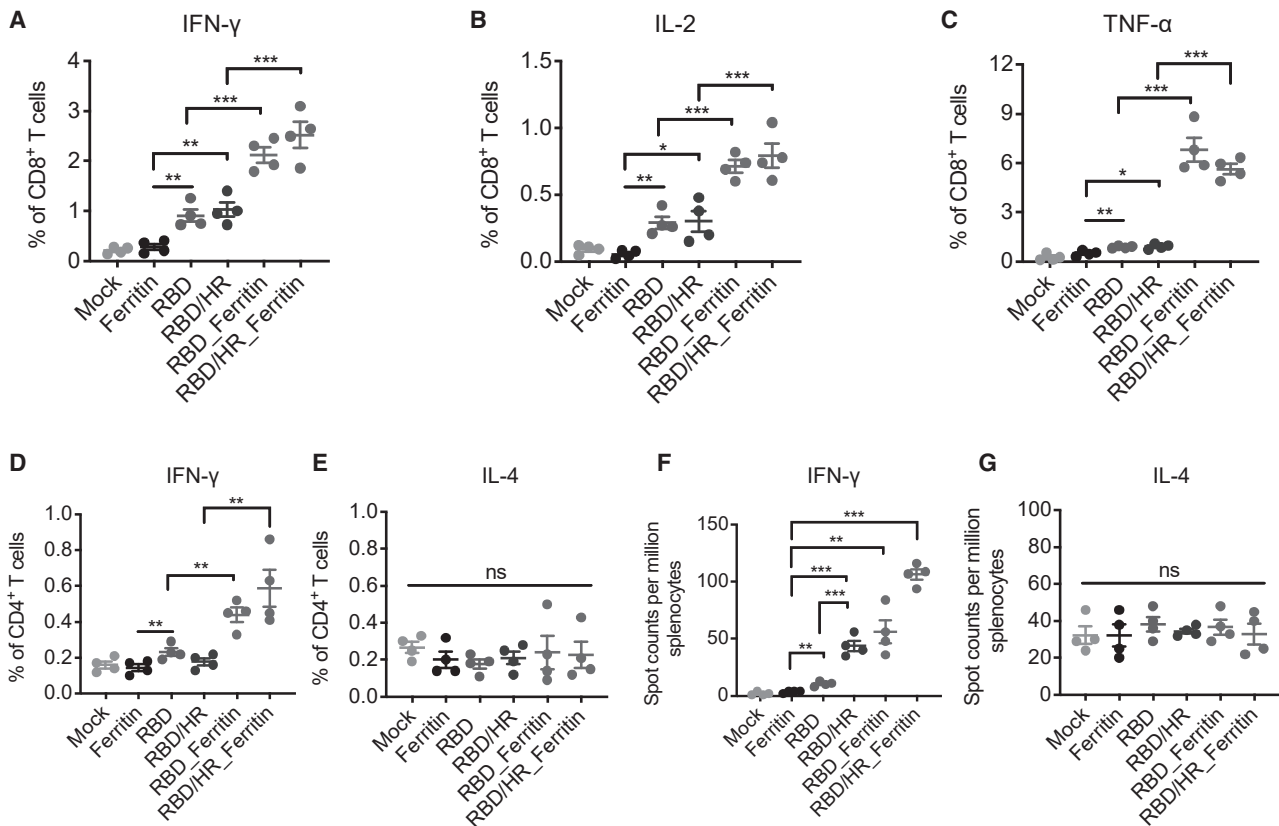 A
IFN-γ
% of CD8⁺ T cells
4
3
2
1
0
**
**
***
***
Mock
Ferritin
RBD
RBD/HR
RBD_Ferritin
RBD/HR_Ferritin
B
IL-2
% of CD8⁺ T cells
1.5
1.0
0.5
0.0
**
*
***
***
Mock
Ferritin
RBD
RBD/HR
RBD_Ferritin
RBD/HR_Ferritin
C
TNF-α
% of CD8⁺ T cells
12
9
6
3
0
**
*
***
***
Mock
Ferritin
RBD
RBD/HR
RBD_Ferritin
RBD/HR_Ferritin
D
IFN-γ
% of CD4⁺ T cells
1.0
0.8
0.6
0.4
0.2
0.0
**
**
**
Mock
Ferritin
RBD
RBD/HR
RBD_Ferritin
RBD/HR_Ferritin
E
IL-4
% of CD4⁺ T cells
1.0
0.8
0.6
0.4
0.2
0.0
ns
Mock
Ferritin
RBD
RBD/HR
RBD_Ferritin
RBD/HR_Ferritin
F
IFN-γ
Spot counts per million
splenocytes
150
100
50
0
***
**
***
***
**
Mock
Ferritin
RBD
RBD/HR
RBD_Ferritin
RBD/HR_Ferritin
G
IL-4
Spot counts per million
splenocytes
100
80
60
40
20
0
ns
Mock
Ferritin
RBD
RBD/HR
RBD_Ferritin
RBD/HR_Ferritin